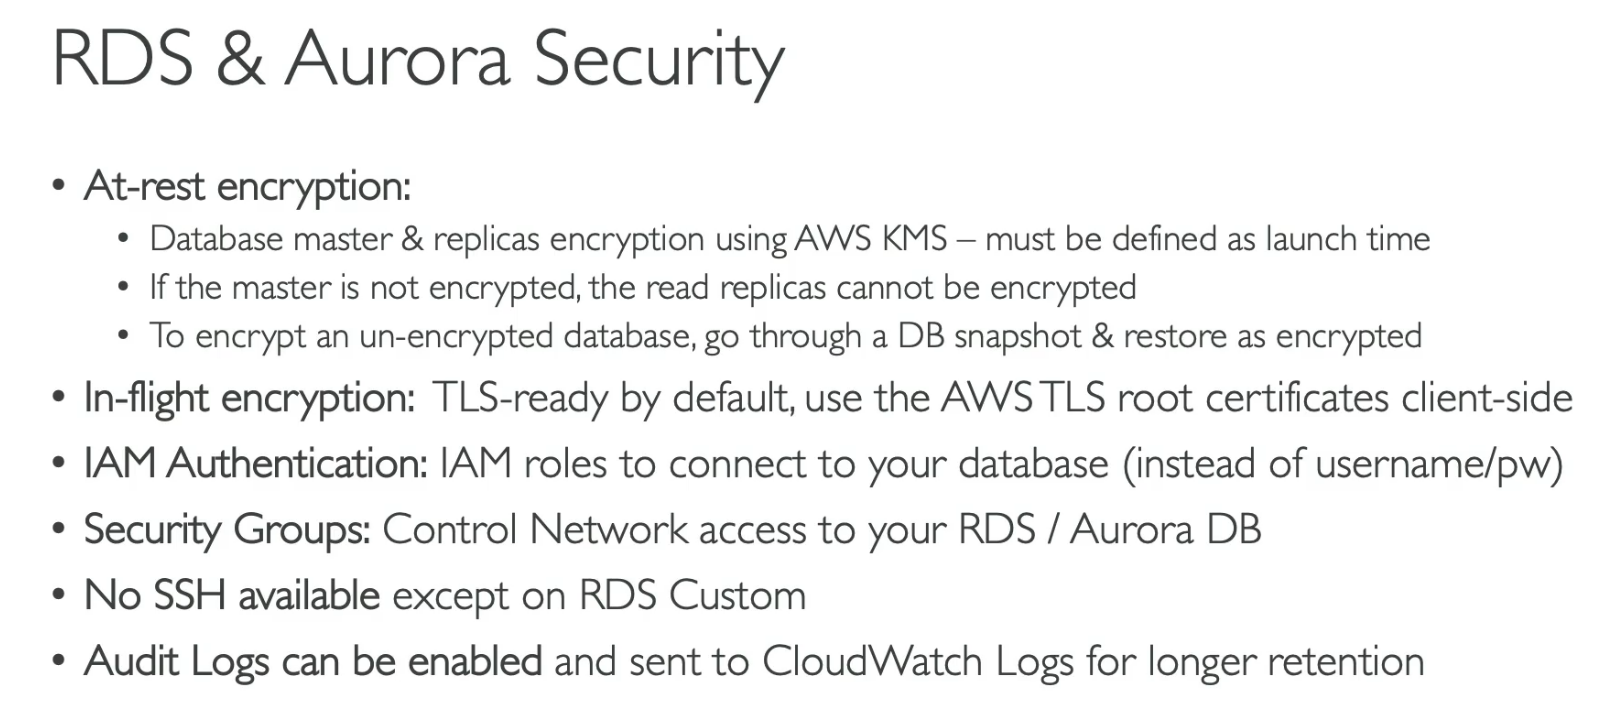 RDS & Aurora Security
• At-rest encryption:
• Database master & replicas encryption using AWS KMS – must be defined as launch time
• If the master is not encrypted, the read replicas cannot be encrypted
• To encrypt an un-encrypted database, go through a DB snapshot & restore as encrypted
• In-flight encryption: TLS-ready by default, use the AWS TLS root certificates client-side
• IAM Authentication: IAM roles to connect to your database (instead of username/pw)
• Security Groups: Control Network access to your RDS / Aurora DB
• No SSH available except on RDS Custom
• Audit Logs can be enabled and sent to CloudWatch Logs for longer retention